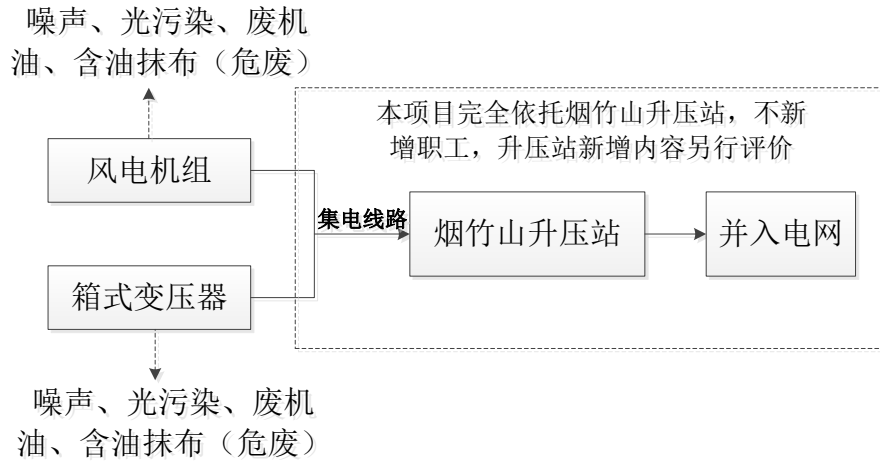 噪声、光污染、废机
油、含油抹布（危废）
本项目完全依托烟竹山升压站，不新
增职工，升压站新增内容另行评价
风电机组
集电线路
烟竹山升压站
并入电网
箱式变压器
噪声、光污染、废机
油、含油抹布（危废）